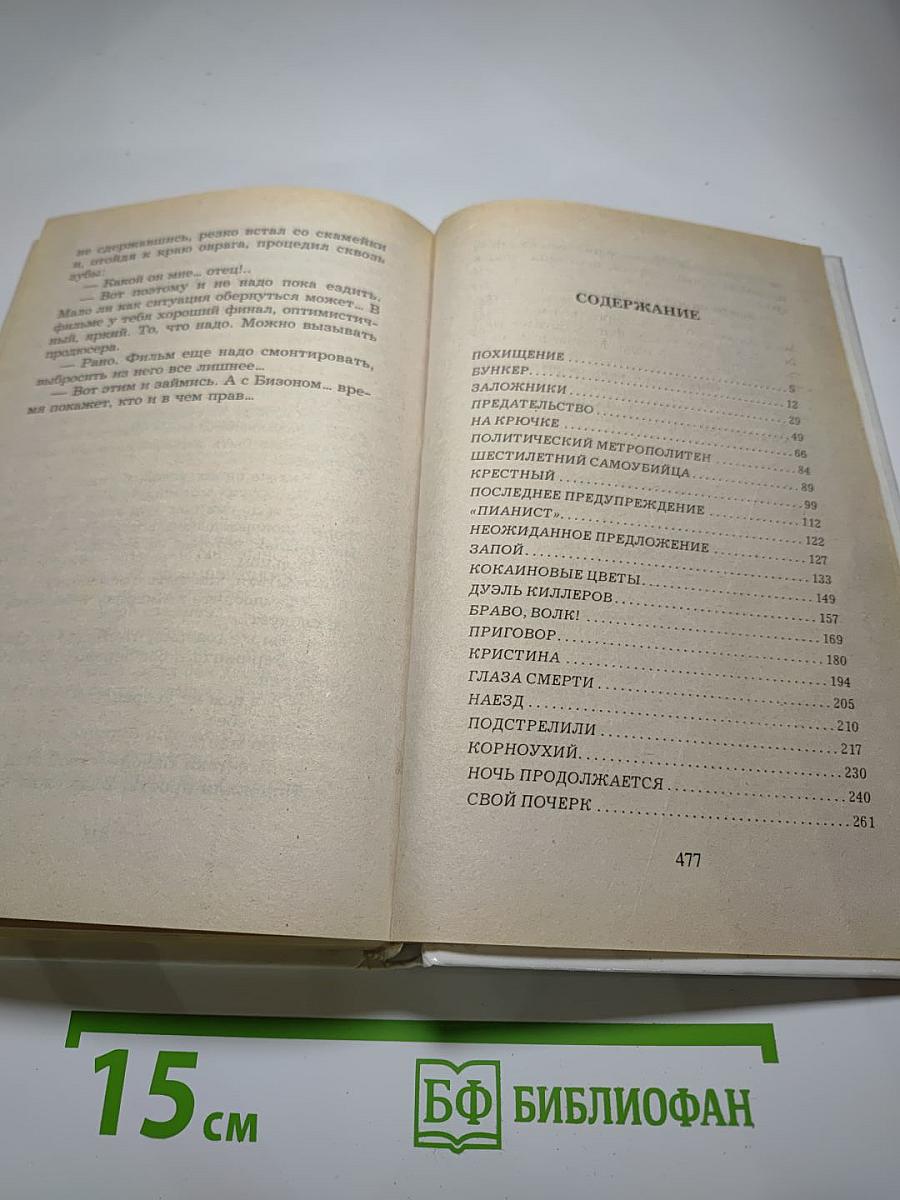 не сдержавшись, резко встал со скамейки
и, отойдя к краю оврага, процедил сквозь
зубы:
— Какой он мне... отец!..
— Вот поэтому и не надо пока ездить.
Мало ли как ситуация обернуться может... В
фильме у тебя хороший финал, оптимистич-
ный, яркий. То, что надо. Можно вызывать
продюсера.
— Рано. Фильм еще надо смонтировать,
выбросить из него все лишнее...
— Вот этим и займись. А с Бизоном... вре-
мя покажет, кто и в чем прав...
СОДЕРЖАНИЕ
ПОХИЩЕНИЕ ... 5
БУНКЕР ... 12
ЗАЛОЖНИКИ ... 29
ПРЕДАТЕЛЬСТВО ... 49
НА КРЮЧКЕ ... 66
ПОЛИТИЧЕСКИЙ МЕТРОПОЛИТЕН ... 84
ШЕСТИЛЕТНИЙ САМОУБИЙЦА ... 89
КРЕСТНЫЙ ... 99
ПОСЛЕДНЕЕ ПРЕДУПРЕЖДЕНИЕ ... 112
«ПИАНИСТ» ... 122
НЕОЖИДАННОЕ ПРЕДЛОЖЕНИЕ ... 127
ЗАПОЙ ... 133
КОКАИНОВЫЕ ЦВЕТЫ ... 149
ДУЭЛЬ КИЛЛЕРОВ ... 157
БРАВО, ВОЛК! ... 169
ПРИГОВОР ... 180
КРИСТИНА ... 194
ГЛАЗА СМЕРТИ ... 205
НАЕЗД ... 210
ПОДСТРЕЛИЛИ ... 217
КОРНОУХИЙ ... 230
НОЧЬ ПРОДОЛЖАЕТСЯ ... 240
СВОЙ ПОЧЕРК ... 261
477
15 см
БФ БИБЛИОФАН